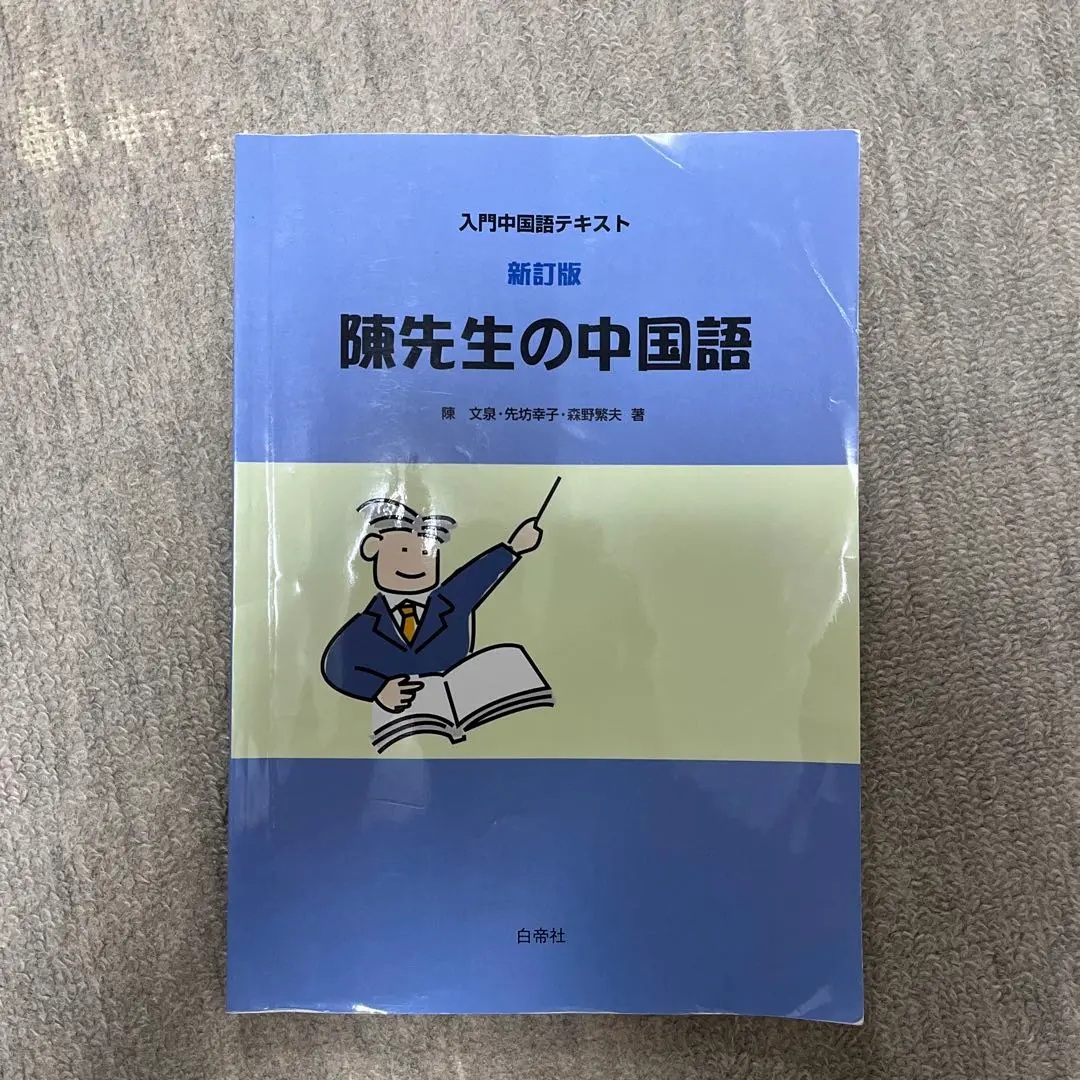 入門中国語テキスト
新訂版
陳先生の中国語
陳　文泉・先坊幸子・森野繁夫 著
白帝社